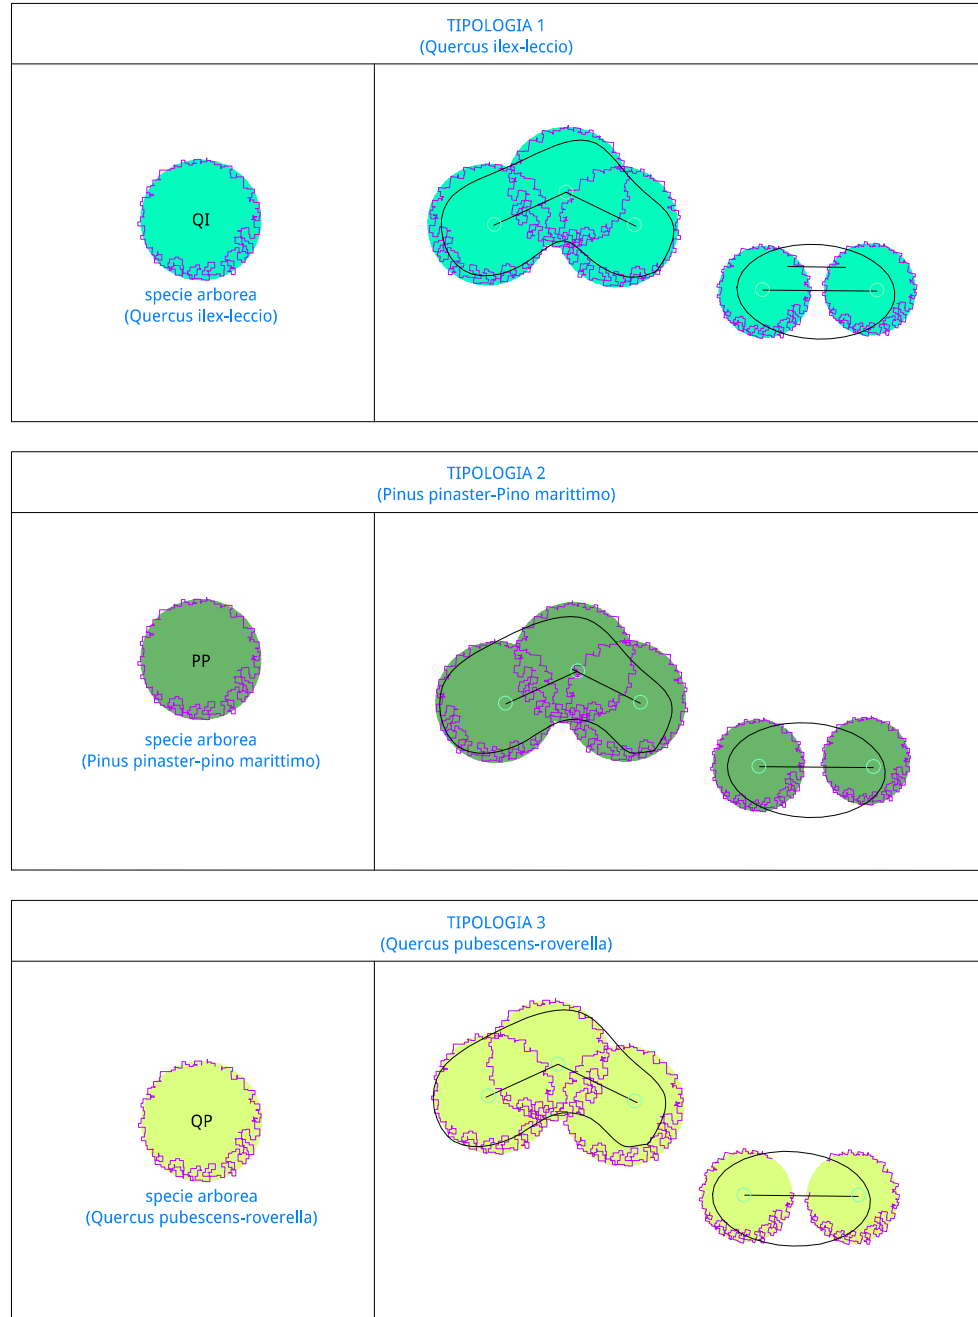 TIPOLOGIA 1
(Quercus ilex-leccio)
QI
specie arborea
(Quercus ilex-leccio)
TIPOLOGIA 2
(Pinus pinaster-Pino marittimo)
PP
specie arborea
(Pinus pinaster-pino marittimo)
TIPOLOGIA 3
(Quercus pubescens-roverella)
QP
specie arborea
(Quercus pubescens-roverella)